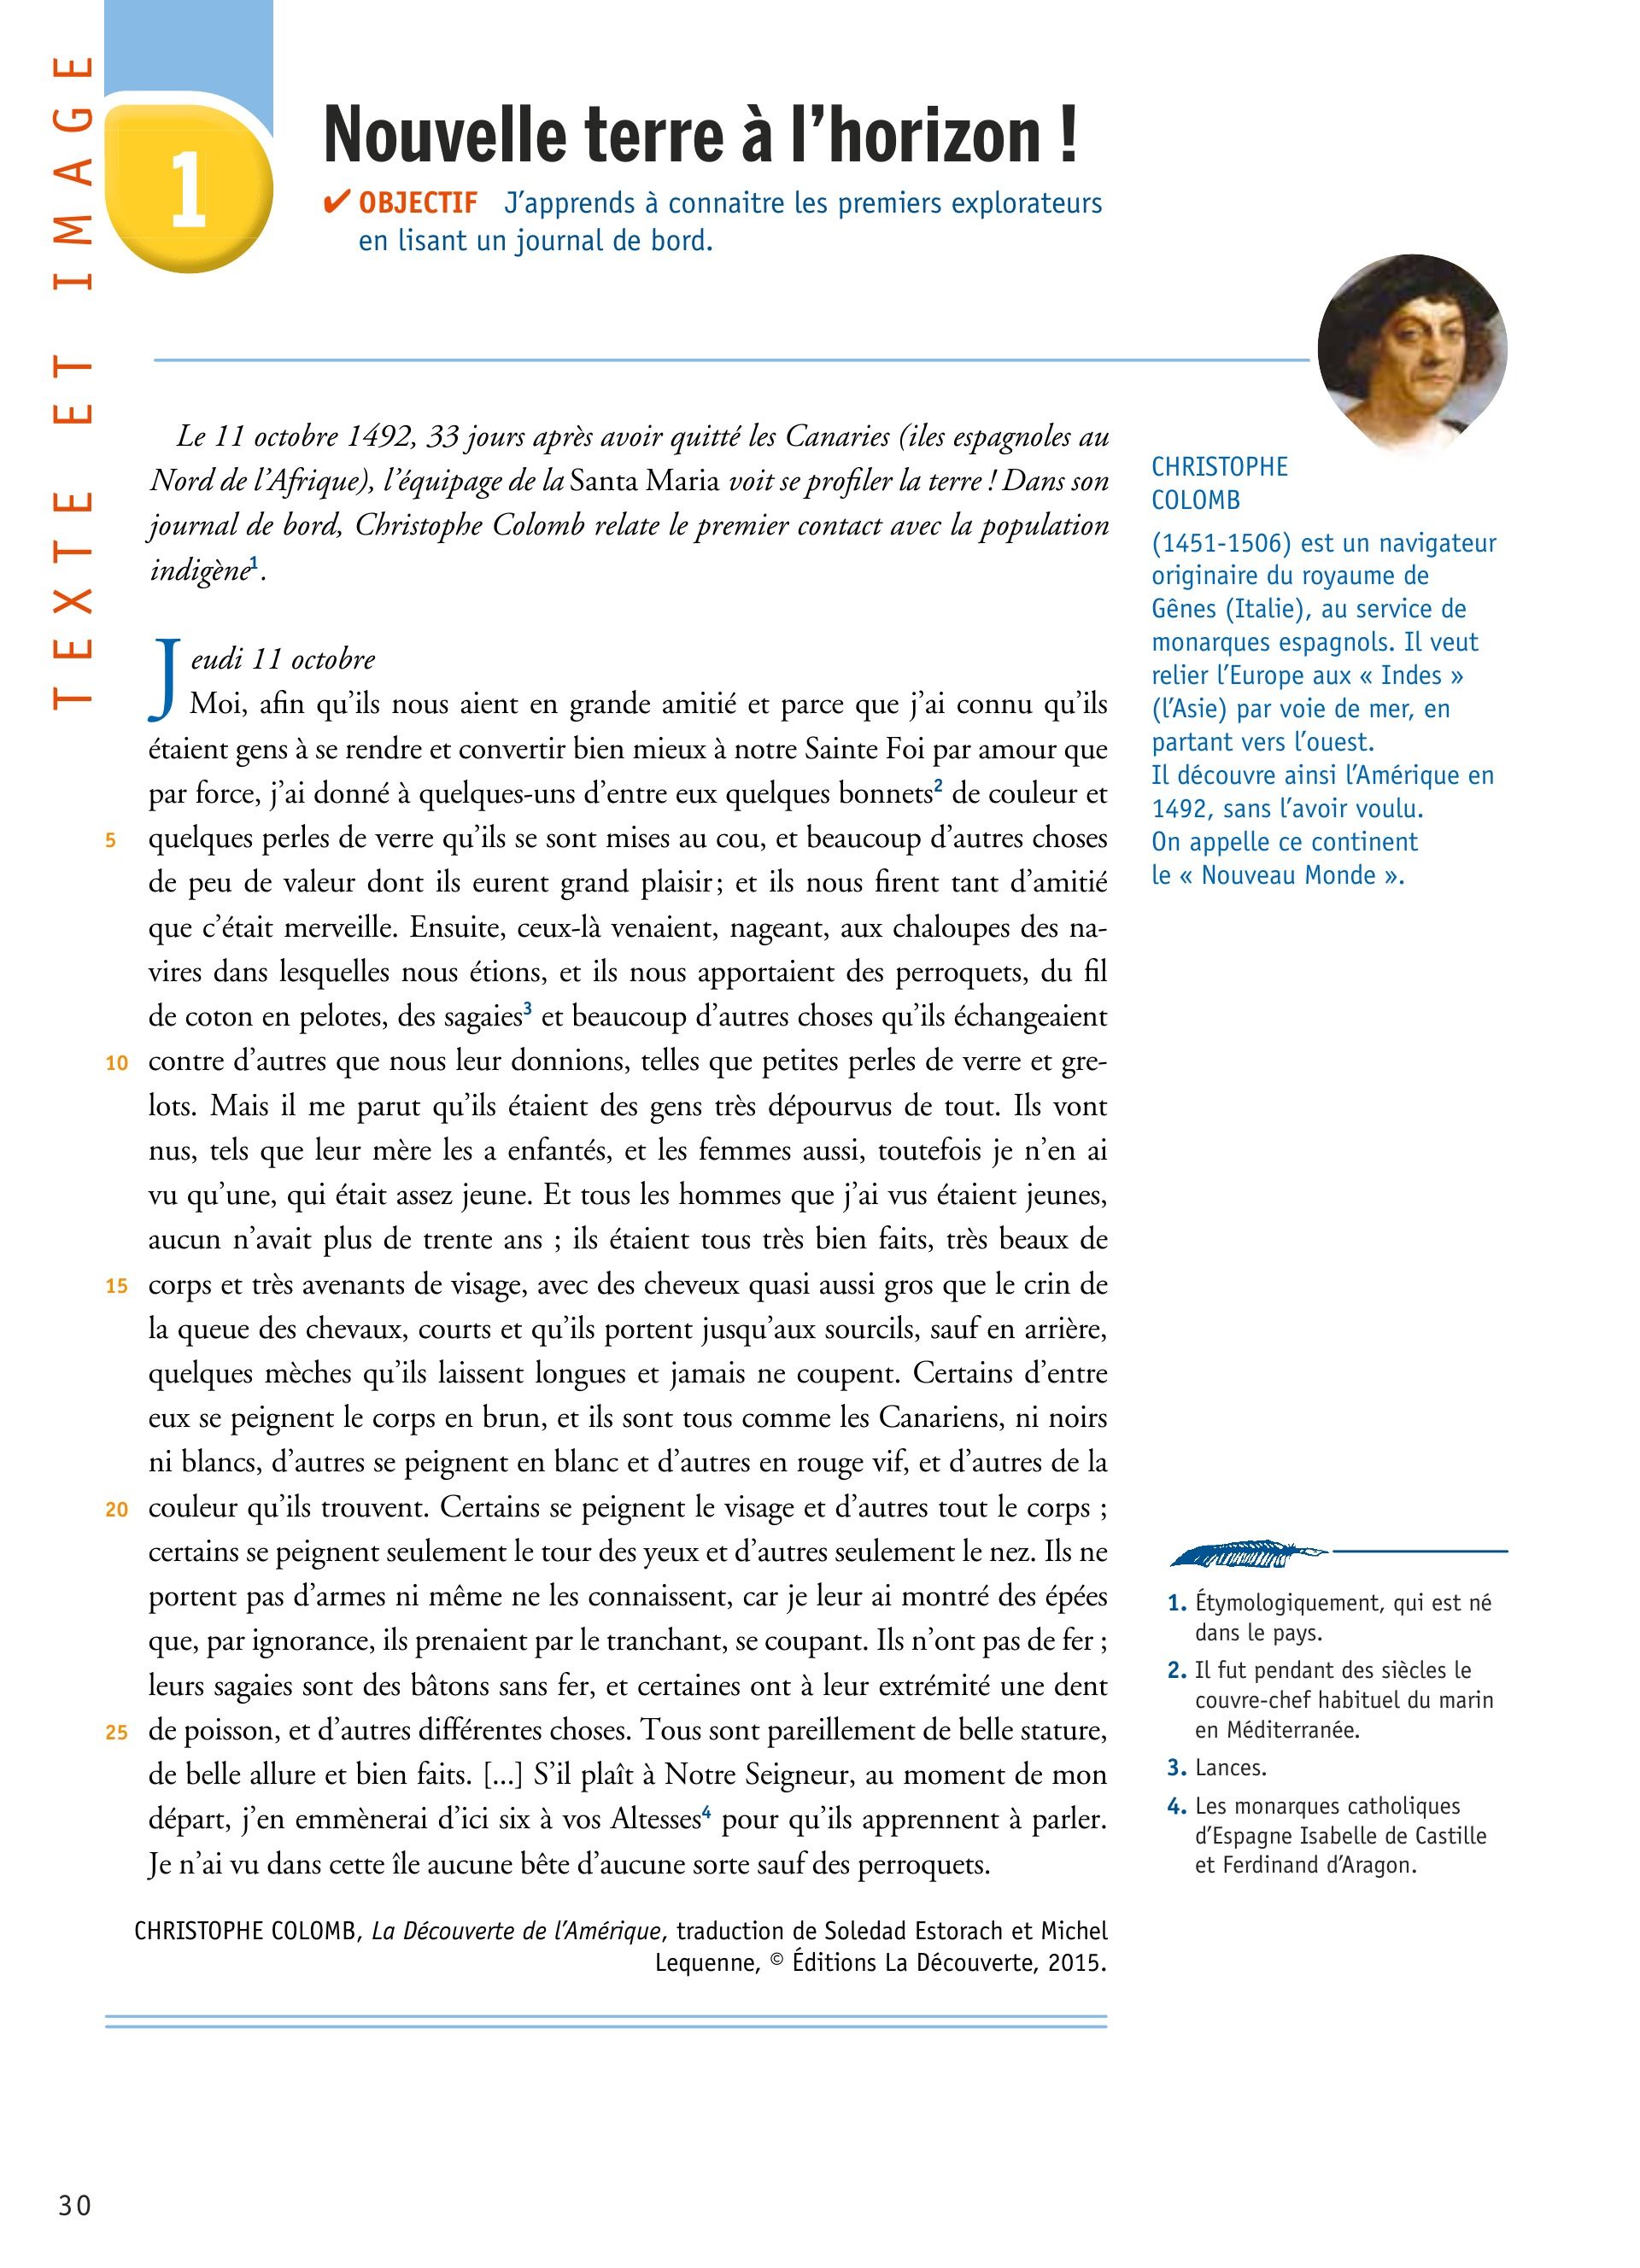 TEXTE ET IMAGE
1
Nouvelle terre à l’horizon !
✔ OBJECTIF J’apprends à connaitre les premiers explorateurs
en lisant un journal de bord.
Le 11 octobre 1492, 33 jours après avoir quitté les Canaries (iles espagnoles au
Nord de l’Afrique), l’équipage de la Santa Maria voit se profiler la terre ! Dans son
journal de bord, Christophe Colomb relate le premier contact avec la population
indigène1.
Jeudi 11 octobre
Moi, afin qu’ils nous aient en grande amitié et parce que j’ai connu qu’ils
étaient gens à se rendre et convertir bien mieux à notre Sainte Foi par amour que
par force, j’ai donné à quelques-uns d’entre eux quelques bonnets2 de couleur et
5 quelques perles de verre qu’ils se sont mises au cou, et beaucoup d’autres choses
de peu de valeur dont ils eurent grand plaisir; et ils nous firent tant d’amitié
que c’était merveille. Ensuite, ceux-là venaient, nageant, aux chaloupes des na-
vires dans lesquelles nous étions, et ils nous apportaient des perroquets, du fil
de coton en pelotes, des sagaies3 et beaucoup d’autres choses qu’ils échangeaient
10 contre d’autres que nous leur donnions, telles que petites perles de verre et gre-
lots. Mais il me parut qu’ils étaient des gens très dépourvus de tout. Ils vont
nus, tels que leur mère les a enfantés, et les femmes aussi, toutefois je n’en ai
vu qu’une, qui était assez jeune. Et tous les hommes que j’ai vus étaient jeunes,
aucun n’avait plus de trente ans ; ils étaient tous très bien faits, très beaux de
15 corps et très avenants de visage, avec des cheveux quasi aussi gros que le crin de
la queue des chevaux, courts et qu’ils portent jusqu’aux sourcils, sauf en arrière,
quelques mèches qu’ils laissent longues et jamais ne coupent. Certains d’entre
eux se peignent le corps en brun, et ils sont tous comme les Canariens, ni noirs
ni blancs, d’autres se peignent en blanc et d’autres en rouge vif, et d’autres de la
20 couleur qu’ils trouvent. Certains se peignent le visage et d’autres tout le corps ;
certains se peignent seulement le tour des yeux et d’autres seulement le nez. Ils ne
portent pas d’armes ni même ne les connaissent, car je leur ai montré des épées
que, par ignorance, ils prenaient par le tranchant, se coupant. Ils n’ont pas de fer ;
leurs sagaies sont des bâtons sans fer, et certaines ont à leur extrémité une dent
25 de poisson, et d’autres différentes choses. Tous sont pareillement de belle stature,
de belle allure et bien faits. [...] S’il plaît à Notre Seigneur, au moment de mon
départ, j’en emmènerai d’ici six à vos Altesses4 pour qu’ils apprennent à parler.
Je n’ai vu dans cette île aucune bête d’aucune sorte sauf des perroquets.
CHRISTOPHE COLOMB, La Découverte de l’Amérique, traduction de Soledad Estorach et Michel
Lequenne, © Éditions La Découverte, 2015.
CHRISTOPHE
COLOMB
(1451-1506) est un navigateur
originaire du royaume de
Gênes (Italie), au service de
monarques espagnols. Il veut
relier l’Europe aux « Indes »
(l’Asie) par voie de mer, en
partant vers l’ouest.
Il découvre ainsi l’Amérique en
1492, sans l’avoir voulu.
On appelle ce continent
le « Nouveau Monde ».
1. Étymologiquement, qui est né
dans le pays.
2. Il fut pendant des siècles le
couvre-chef habituel du marin
en Méditerranée.
3. Lances.
4. Les monarques catholiques
d’Espagne Isabelle de Castille
et Ferdinand d’Aragon.
30